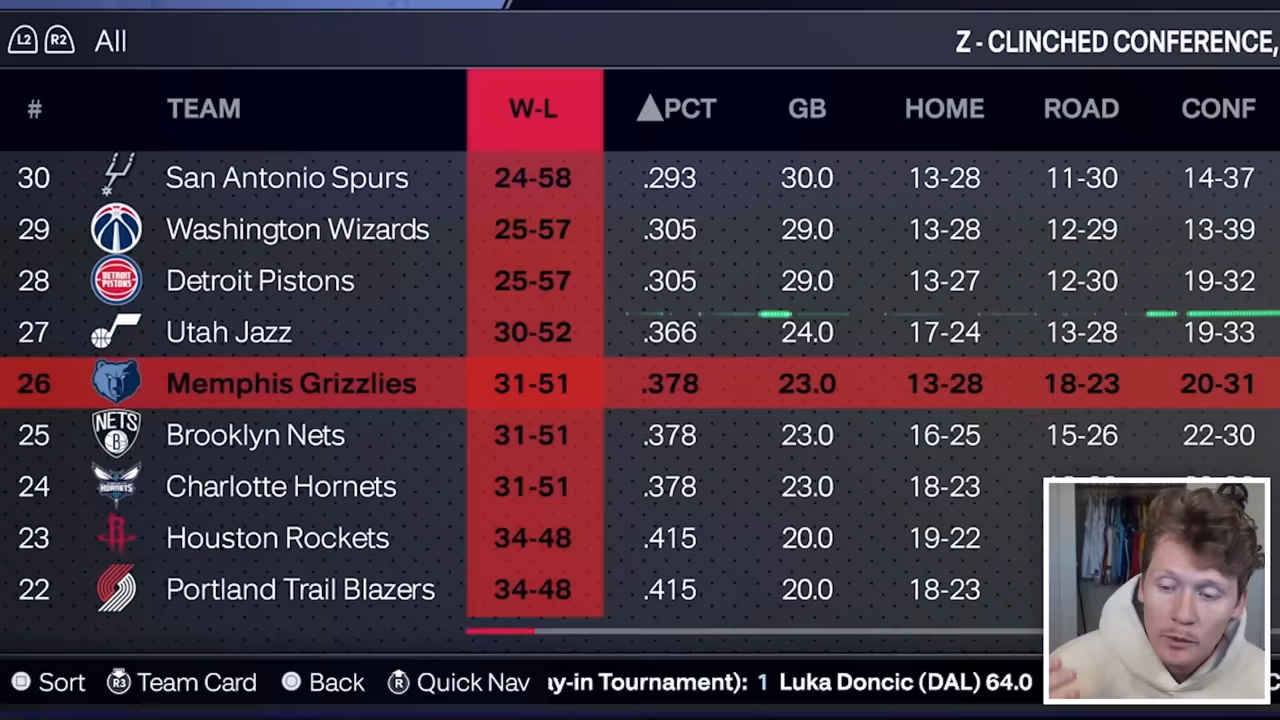 L2 R2 All Z - CLINCHED CONFERENCE,
# TEAM W-L ▲PCT GB HOME ROAD CONF
30 San Antonio Spurs 24-58 .293 30.0 13-28 11-30 14-37
29 Washington Wizards 25-57 .305 29.0 13-28 12-29 13-39
28 DETROIT PISTONS Detroit Pistons 25-57 .305 29.0 13-27 12-30 19-32
27 Utah Jazz 30-52 .366 24.0 17-24 13-28 19-33
26 Memphis Grizzlies 31-51 .378 23.0 13-28 18-23 20-31
25 NETS B Brooklyn Nets 31-51 .378 23.0 16-25 15-26 22-30
24 HORNETS Charlotte Hornets 31-51 .378 23.0 18-23
23 R Houston Rockets 34-48 .415 20.0 19-22
22 Portland Trail Blazers 34-48 .415 20.0 18-23
Sort R3 Team Card Back R Quick Nav ay-in Tournament): 1 Luka Doncic (DAL) 64.0